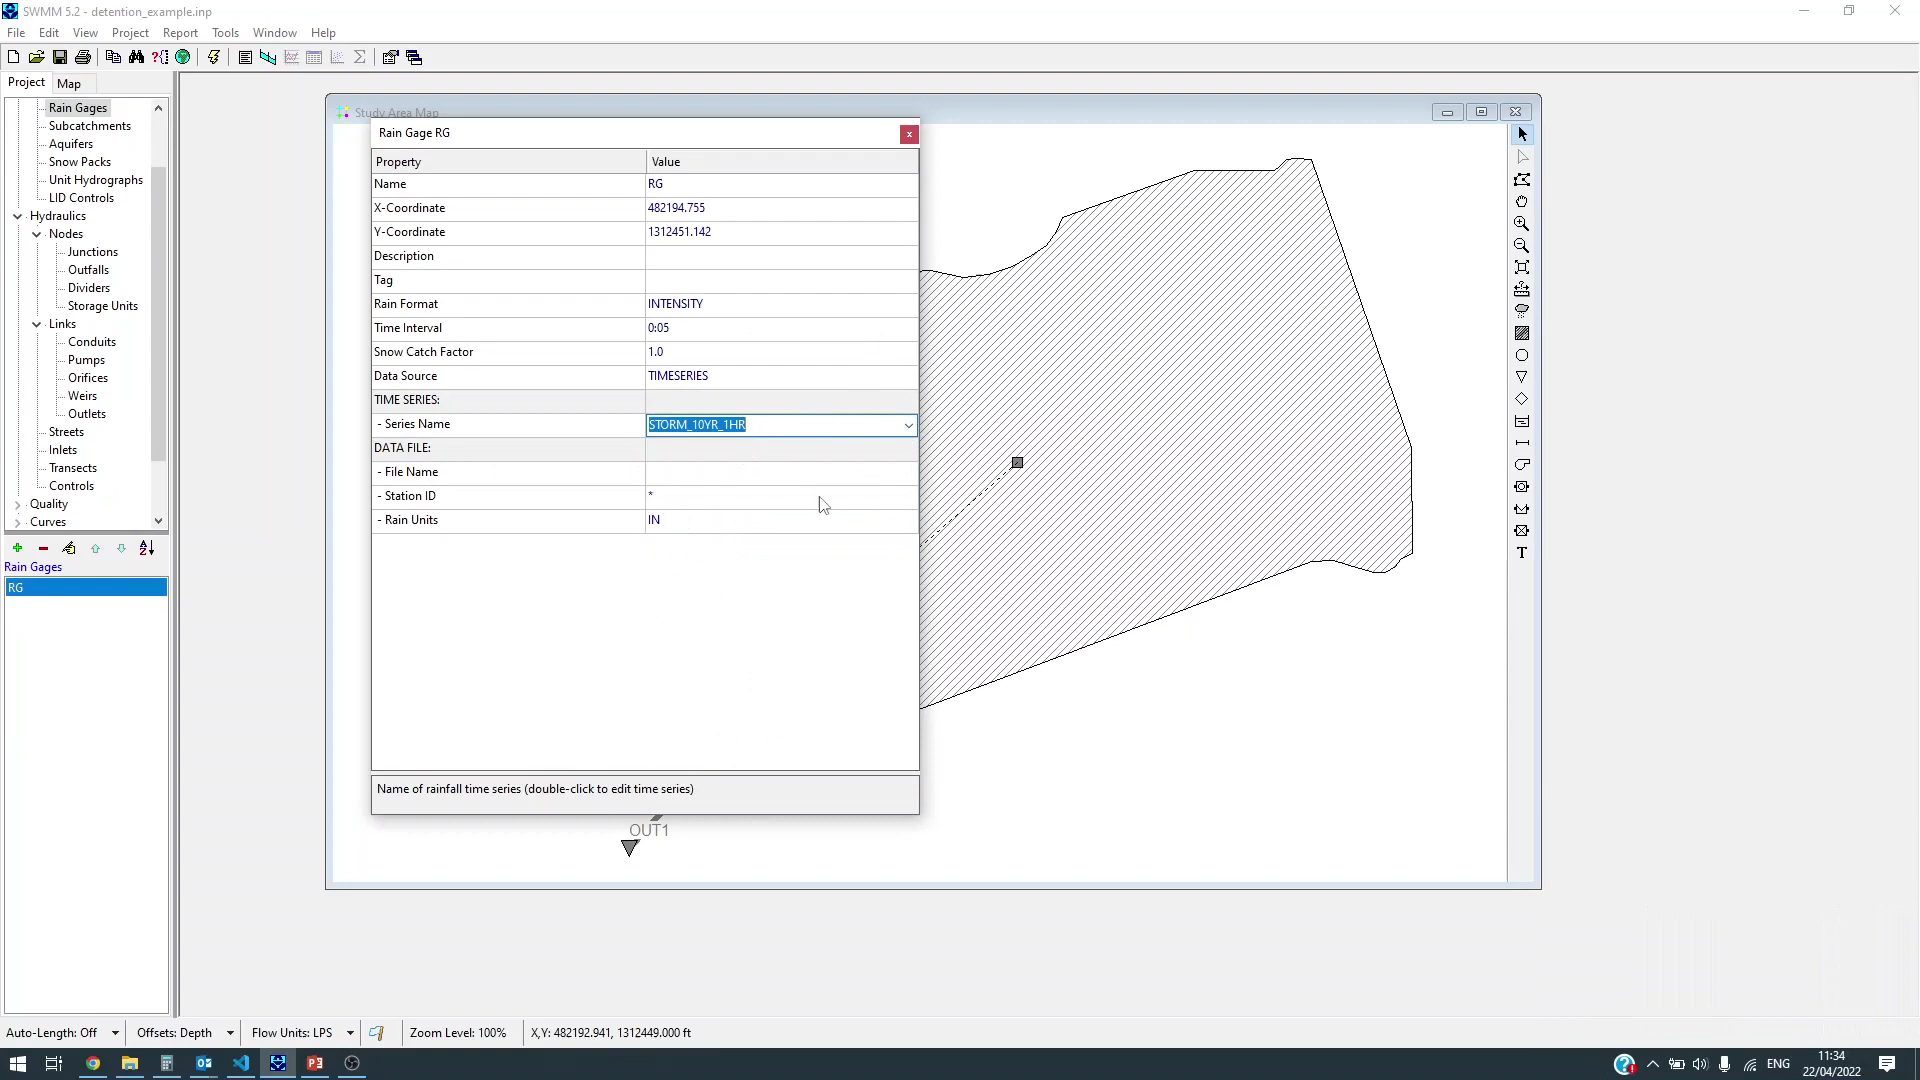 SWMM 5.2 - detention_example.inp
File Edit View Project Report Tools Window Help
Project Map
Rain Gages
Subcatchments
Aquifers
Snow Packs
Unit Hydrographs
LID Controls
Hydraulics
Nodes
Junctions
Outfalls
Dividers
Storage Units
Links
Conduits
Pumps
Orifices
Weirs
Outlets
Streets
Inlets
Transects
Controls
Quality
Curves
Rain Gages
RG
Study Area Map
Rain Gage RG
Property Value
Name RG
X-Coordinate 482194.755
Y-Coordinate 1312451.142
Description
Tag
Rain Format INTENSITY
Time Interval 0:05
Snow Catch Factor 1.0
Data Source TIMESERIES
TIME SERIES:
- Series Name STORM_10YR_1HR
DATA FILE:
- File Name
- Station ID *
- Rain Units IN
Name of rainfall time series (double-click to edit time series)
OUT1
T
Auto-Length: Off Offsets: Depth Flow Units: LPS Zoom Level: 100% X,Y: 482192.941, 1312449.000 ft
ENG 11:34
22/04/2022